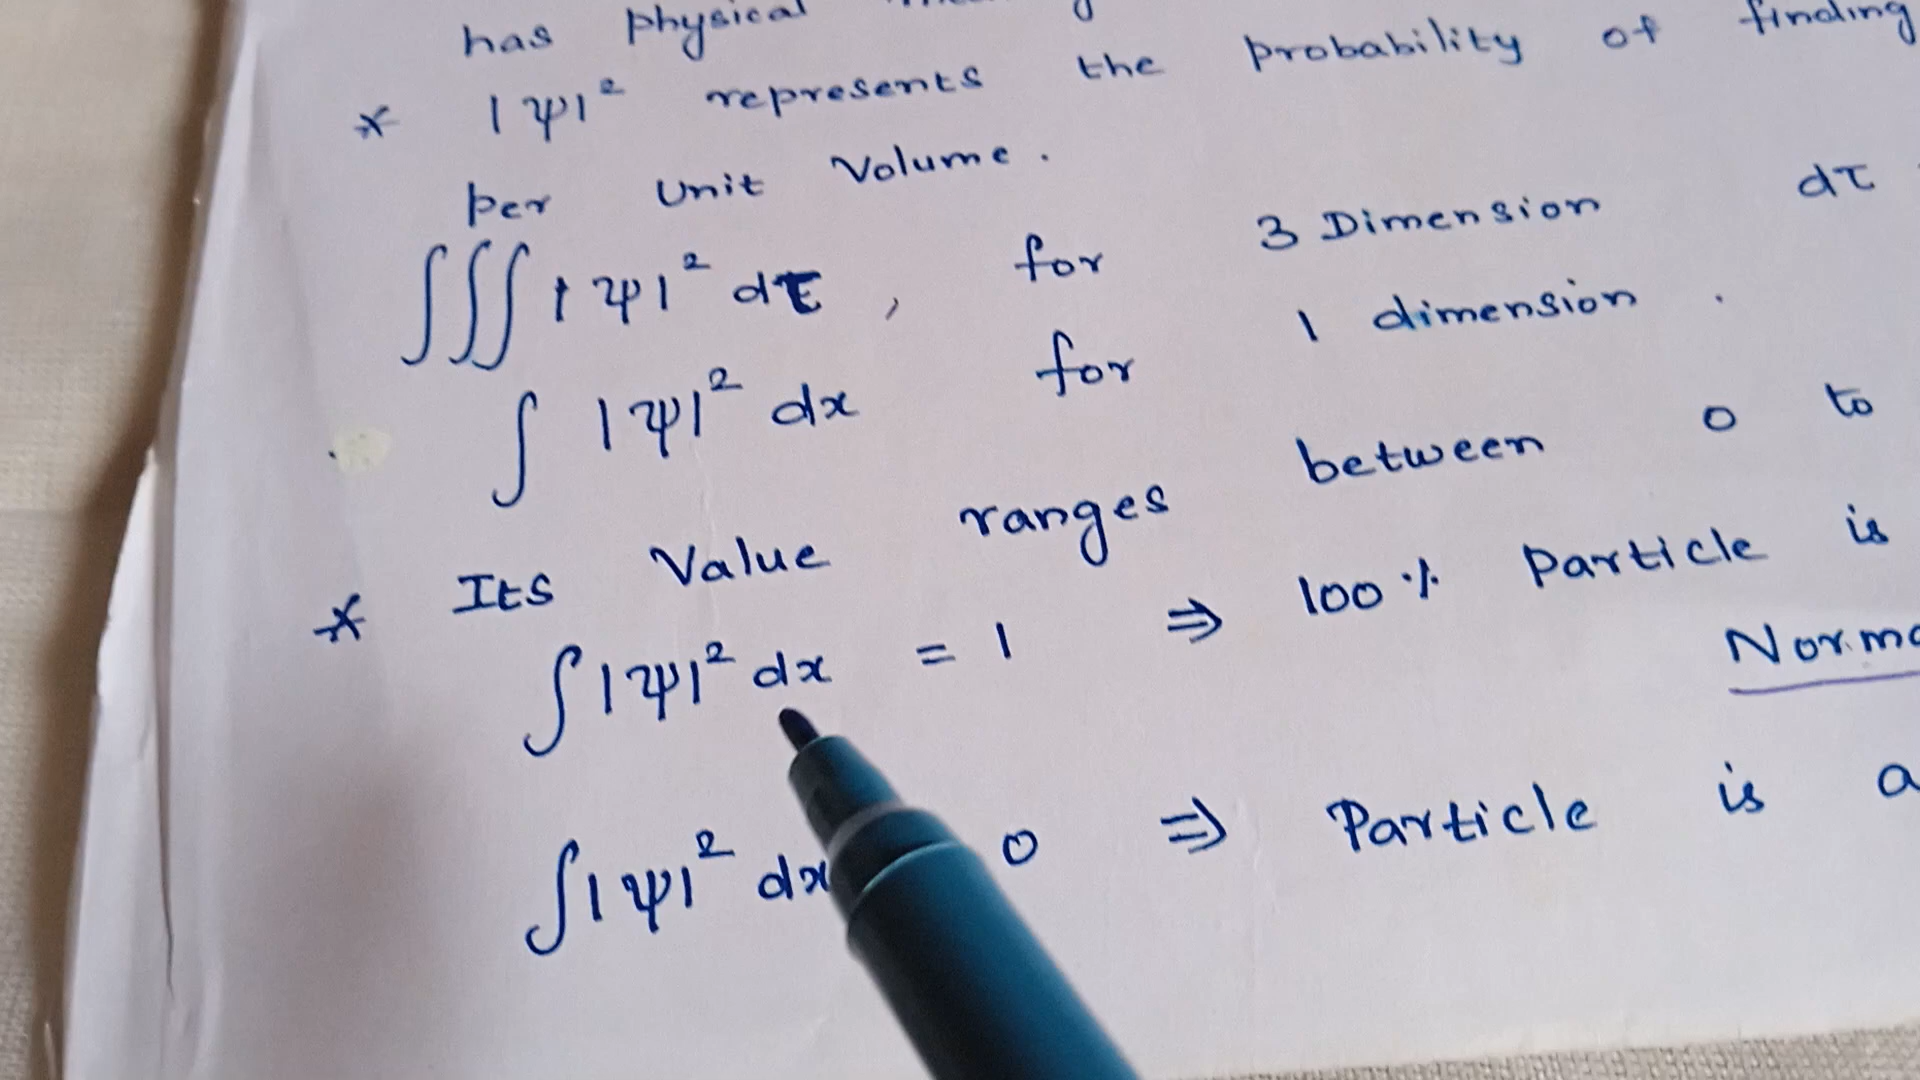 has physical
* |ψ|² represents the probability of finding
per Unit Volume.
∫∫∫ |ψ|² dτ, for 3 Dimension dτ
∫ |ψ|² dx for 1 dimension.
* Its Value ranges between 0 to
∫|ψ|² dx = 1 ⇒ 100 % Particle is
∫|ψ|² dx 0 ⇒ Particle is